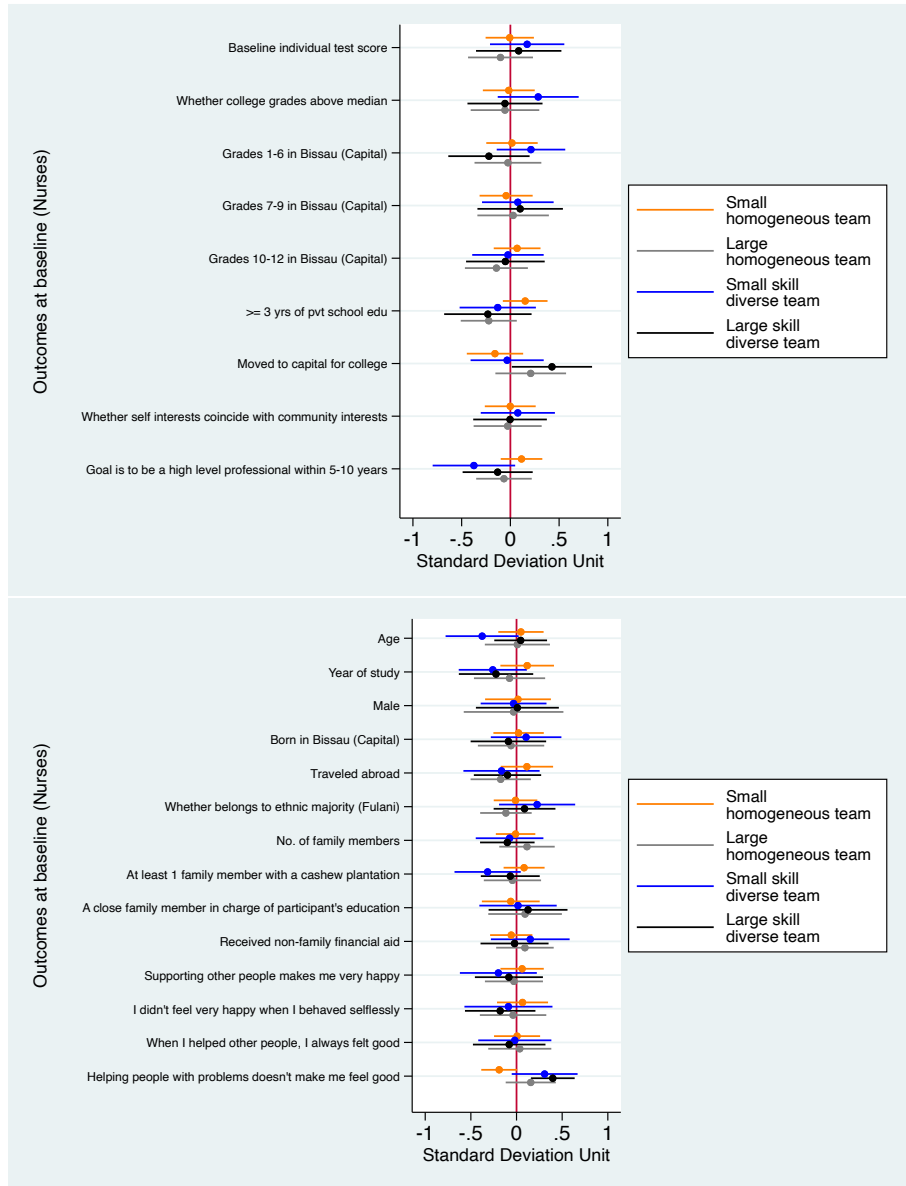 Outcomes at baseline (Nurses)
Baseline individual test score
Whether college grades above median
Grades 1-6 in Bissau (Capital)
Grades 7-9 in Bissau (Capital)
Grades 10-12 in Bissau (Capital)
>= 3 yrs of pvt school edu
Moved to capital for college
Whether self interests coincide with community interests
Goal is to be a high level professional within 5-10 years
-1 -.5 0 .5 1
Standard Deviation Unit
Small
homogeneous team
Large
homogeneous team
Small skill
diverse team
Large skill
diverse team
Outcomes at baseline (Nurses)
Age
Year of study
Male
Born in Bissau (Capital)
Traveled abroad
Whether belongs to ethnic majority (Fulani)
No. of family members
At least 1 family member with a cashew plantation
A close family member in charge of participant's education
Received non-family financial aid
Supporting other people makes me very happy
I didn't feel very happy when I behaved selflessly
When I helped other people, I always felt good
Helping people with problems doesn't make me feel good
-1 -.5 0 .5 1
Standard Deviation Unit
Small
homogeneous team
Large
homogeneous team
Small skill
diverse team
Large skill
diverse team